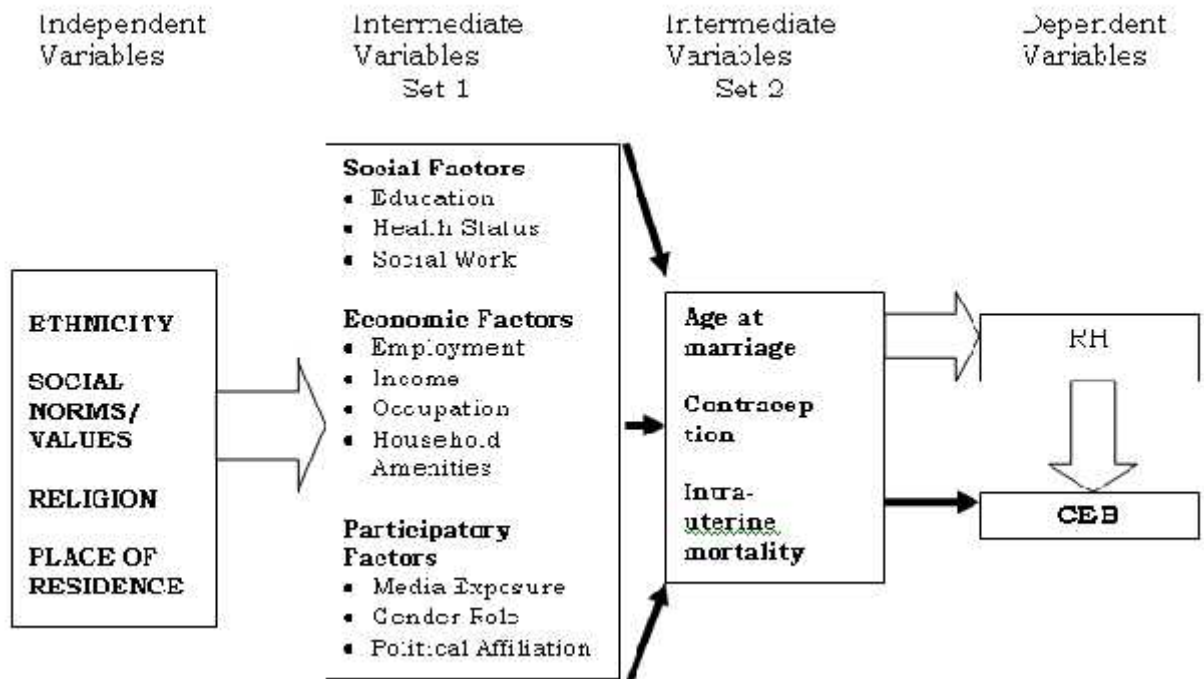 Independent
Variables
Intermediate
Variables
Set 1
Intermediate
Variables
Set 2
Dependent
Variables
ETHNICITY
SOCIAL
NORMS/
VALUES
RELIGION
PLACE OF
RESIDENCE
Social Factors
• Education
• Health Status
• Social Work
Economic Factors
• Employment
• Income
• Occupation
• Household
Amenities
Participatory
Factors
• Media Exposure
• Gender Role
• Political Affiliation
Age at
marriage
Contracep
tion
Intra-
uterine
mortality
RH
CEB